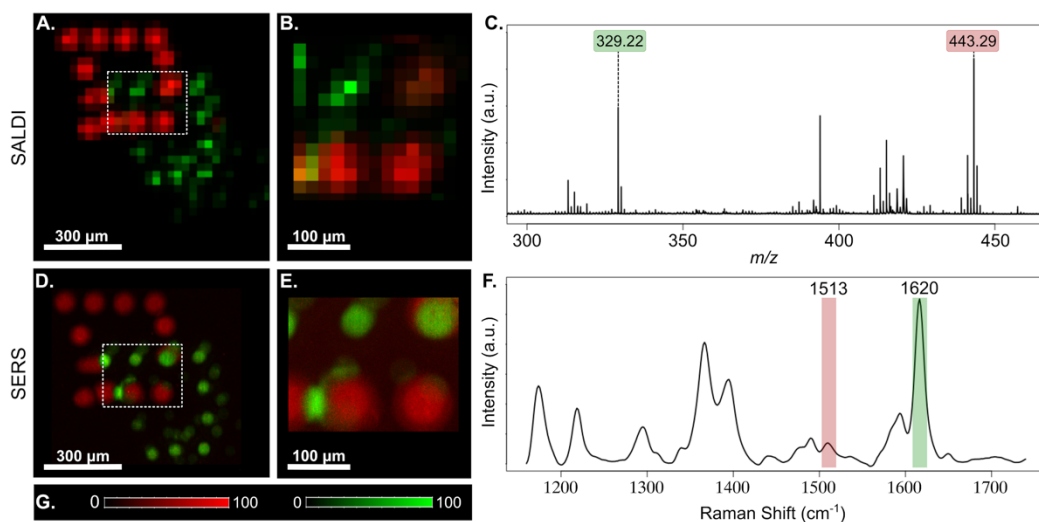 A.
B.
C.
329.22
443.29
SALDI
300 µm
100 µm
Intensity (a.u.)
300
350
400
450
m/z
D.
E.
F.
1513
1620
SERS
300 µm
100 µm
Intensity (a.u.)
1200
1300
1400
1500
1600
1700
Raman Shift (cm⁻¹)
G.
0
100
0
100